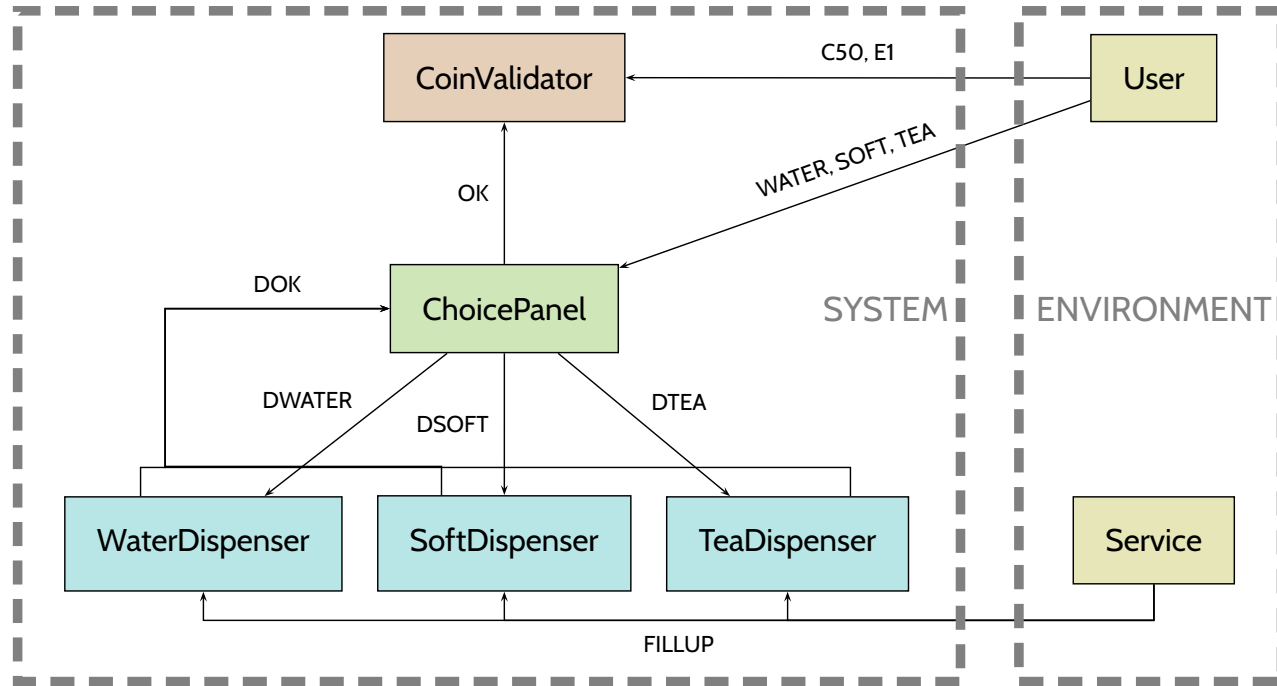 C50, E1
CoinValidator
User
WATER, SOFT, TEA
OK
DOK
ChoicePanel
SYSTEM
ENVIRONMENT
DWATER
DSOFT
DTEA
WaterDispenser
SoftDispenser
TeaDispenser
Service
FILLUP